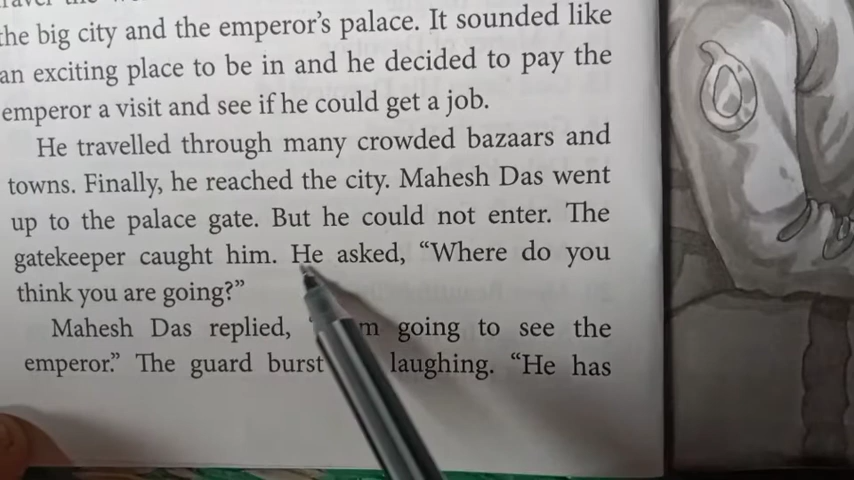 the big city and the emperor's palace. It sounded like
an exciting place to be in and he decided to pay the
emperor a visit and see if he could get a job.
He travelled through many crowded bazaars and
towns. Finally, he reached the city. Mahesh Das went
up to the palace gate. But he could not enter. The
gatekeeper caught him. He asked, “Where do you
think you are going?”
Mahesh Das replied, going to see the
emperor.” The guard burst laughing. “He has